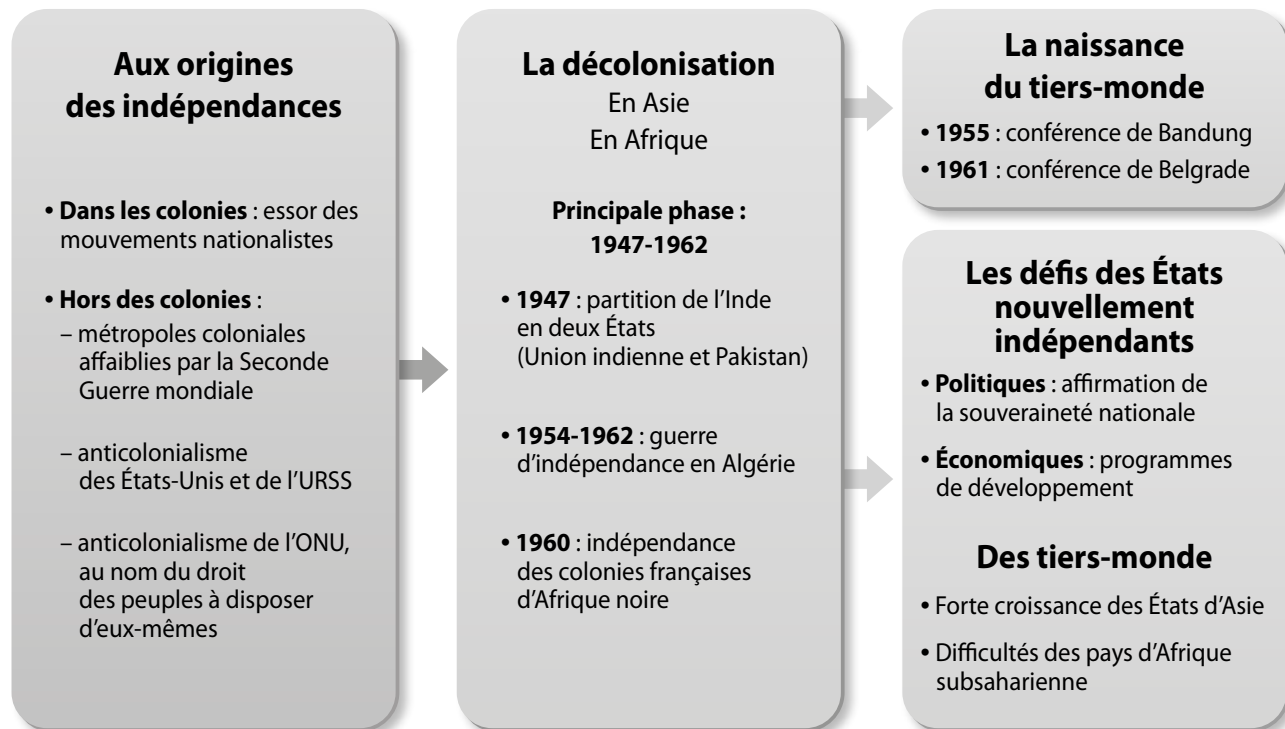 Aux origines
des indépendances
• Dans les colonies : essor des
mouvements nationalistes
• Hors des colonies :
– métropoles coloniales
affaiblies par la Seconde
Guerre mondiale
– anticolonialisme
des États-Unis et de l’URSS
– anticolonialisme de l’ONU,
au nom du droit
des peuples à disposer
d’eux-mêmes
La décolonisation
En Asie
En Afrique
Principale phase :
1947-1962
• 1947 : partition de l’Inde
en deux États
(Union indienne et Pakistan)
• 1954-1962 : guerre
d’indépendance en Algérie
• 1960 : indépendance
des colonies françaises
d’Afrique noire
La naissance
du tiers-monde
• 1955 : conférence de Bandung
• 1961 : conférence de Belgrade
Les défis des États
nouvellement
indépendants
• Politiques : affirmation de
la souveraineté nationale
• Économiques : programmes
de développement
Des tiers-monde
• Forte croissance des États d’Asie
• Difficultés des pays d’Afrique
subsaharienne